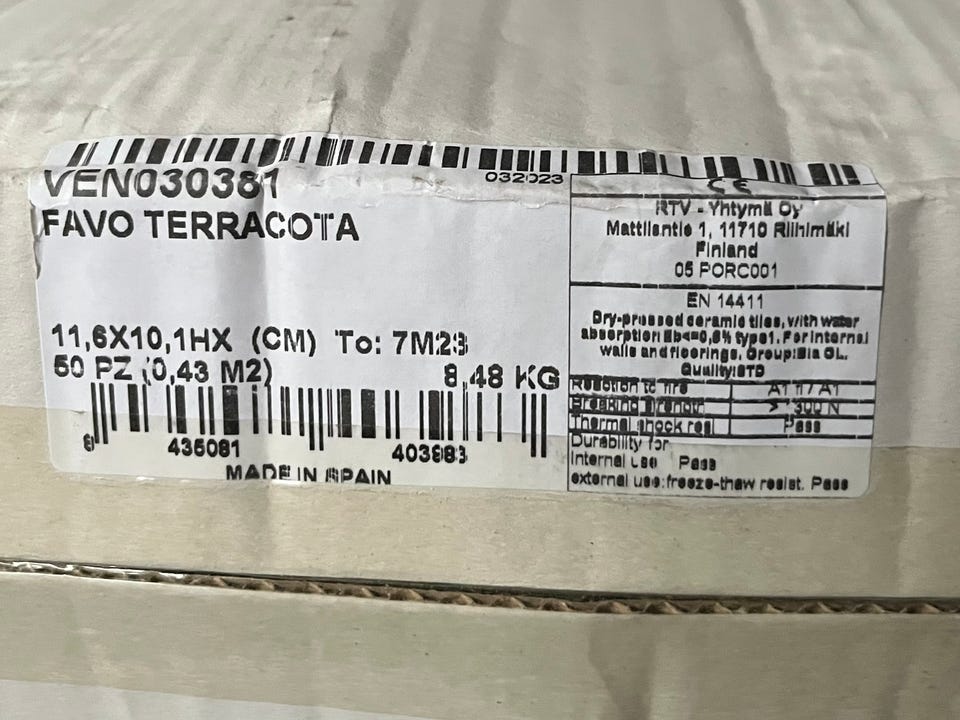 032023
VEN030381
FAVO TERRACOTA
11,6X10,1HX (CM) To: 7M23
50 PZ (0,43 M2) 8,48 KG
8 435081 403983
MADE IN SPAIN
CE
RTV - Yhtymä Oy
Mattilantie 1, 11710 Riihimäki
Finland
05 PORC001
EN 14411
Dry-pressed ceramic tiles, with water
absorption Eb<=0,5% type1. For internal
walls and floorings. Group:BIa GL.
Quality:STD
Reaction to fire A1 fl / A1
Breaking strength > 1300 N
Thermal shock res Pass
Durability for
Internal use Pass
external use:freeze-thaw resist. Pass